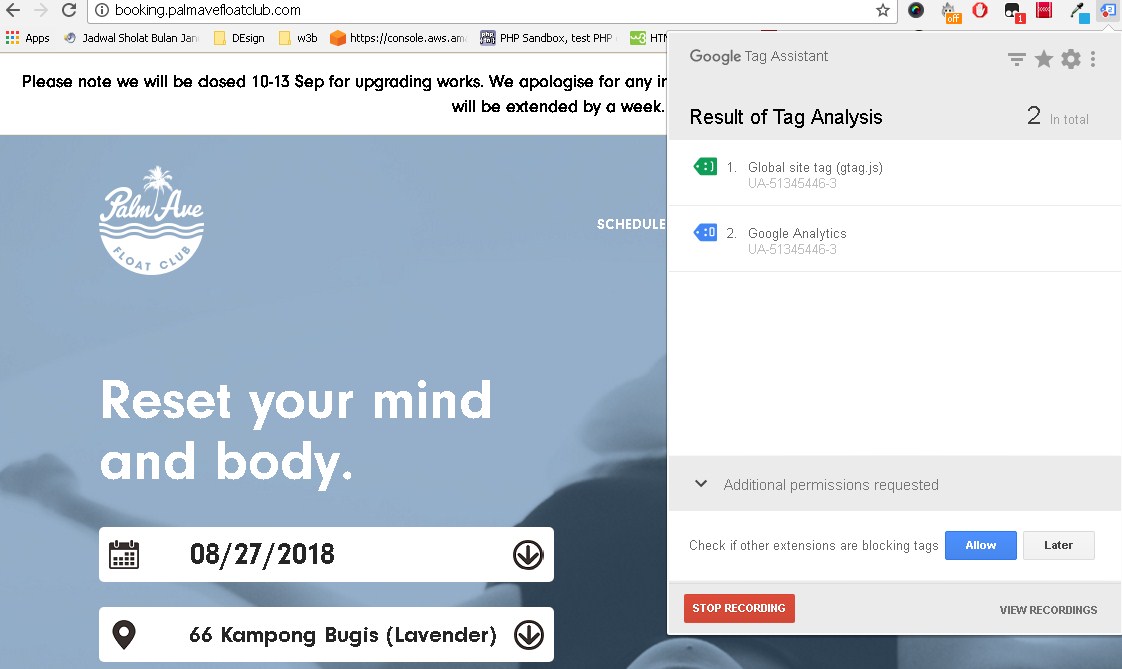 booking.palmavefloatclub.com
off
1
2
Apps
Jadwal Sholat Bulan Jan
DEsign
w3b
https://console.aws.am
PHP Sandbox, test PHP
Please note we will be closed 10-13 Sep for upgrading works. We apologise for any in
will be extended by a week.
Palm Ave
FLOAT CLUB
SCHEDULE
Reset your mind
and body.
08/27/2018
66 Kampong Bugis (Lavender)
Google Tag Assistant
Result of Tag Analysis
2 In total
1. Global site tag (gtag.js)
UA-51345446-3
2. Google Analytics
UA-51345446-3
Additional permissions requested
Check if other extensions are blocking tags
Allow
Later
STOP RECORDING
VIEW RECORDINGS